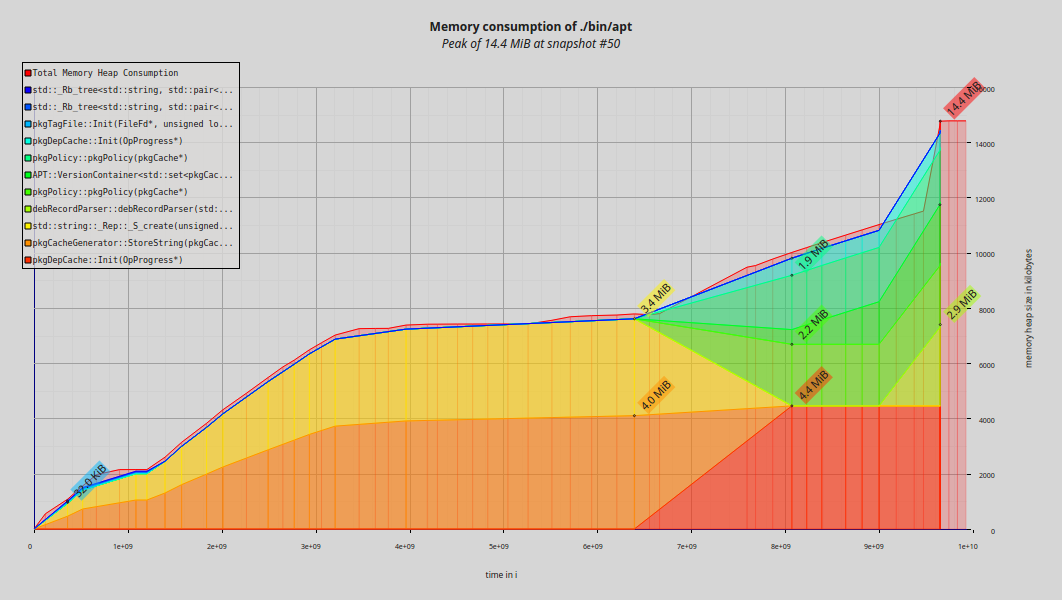 Memory consumption of ./bin/apt
Peak of 14.4 MiB at snapshot #50
Total Memory Heap Consumption
std::_Rb_tree<std::string, std::pair<...
std::_Rb_tree<std::string, std::pair<...
pkgTagFile::Init(FileFd*, unsigned lo...
pkgDepCache::Init(OpProgress*)
pkgPolicy::pkgPolicy(pkgCache*)
APT::VersionContainer<std::set<pkgCac...
pkgPolicy::pkgPolicy(pkgCache*)
debRecordParser::debRecordParser(std:...
std::string::_Rep::_S_create(unsigned...
pkgCacheGenerator::StoreString(pkgCac...
pkgDepCache::Init(OpProgress*)
14.4 MiB
1.9 MiB
3.4 MiB
2.9 MiB
2.2 MiB
4.4 MiB
4.0 MiB
32.0 KiB
14000
12000
10000
8000
6000
4000
2000
0
memory heap size in kilobytes
0
1e+09
2e+09
3e+09
4e+09
5e+09
6e+09
7e+09
8e+09
9e+09
1e+10
time in i